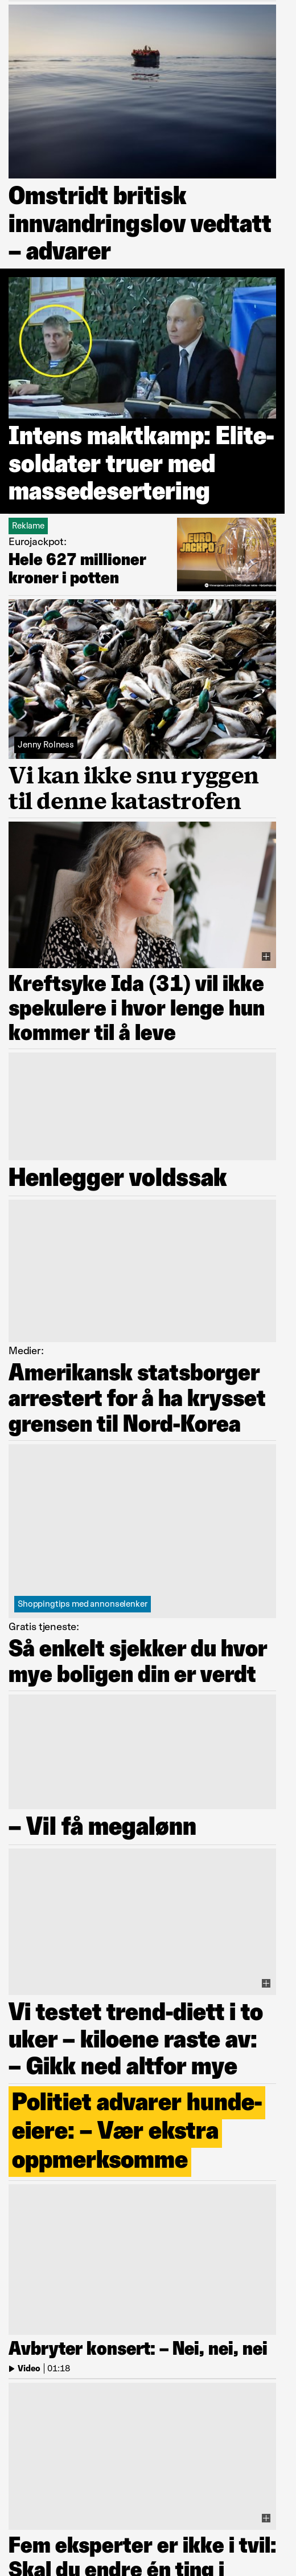 Omstridt britisk
innvandringslov vedtatt
– advarer
Intens maktkamp: Elite-
soldater truer med
massedesertering
Reklame
Eurojackpot:
Hele 627 millioner
kroner i potten
EURO
JACKPOT
Jenny Rolness
Vi kan ikke snu ryggen
til denne katastrofen
Kreftsyke Ida (31) vil ikke
spekulere i hvor lenge hun
kommer til å leve
Henlegger voldssak
Medier:
Amerikansk statsborger
arrestert for å ha krysset
grensen til Nord-Korea
Shoppingtips med annonselenker
Gratis tjeneste:
Så enkelt sjekker du hvor
mye boligen din er verdt
– Vil få megalønn
Vi testet trend-diett i to
uker – kiloene raste av:
– Gikk ned altfor mye
Politiet advarer hunde-
eiere: – Vær ekstra
oppmerksomme
Avbryter konsert: – Nei, nei, nei
Video | 01:18
Fem eksperter er ikke i tvil:
Skal du endre én ting i